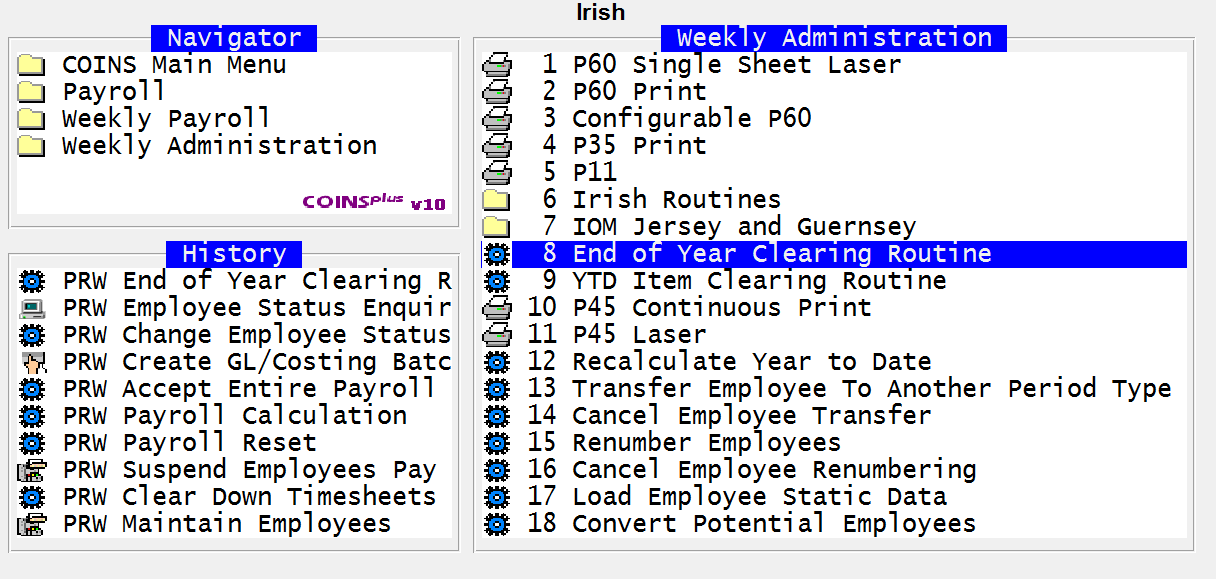 Irish
Navigator
COINS Main Menu
Payroll
Weekly Payroll
Weekly Administration
COINSplus v10
History
PRW End of Year Clearing R
PRW Employee Status Enquir
PRW Change Employee Status
PRW Create GL/Costing Batc
PRW Accept Entire Payroll
PRW Payroll Calculation
PRW Payroll Reset
PRW Suspend Employees Pay
PRW Clear Down Timesheets
PRW Maintain Employees
Weekly Administration
1 P60 Single Sheet Laser
2 P60 Print
3 Configurable P60
4 P35 Print
5 P11
6 Irish Routines
7 IOM Jersey and Guernsey
8 End of Year Clearing Routine
9 YTD Item Clearing Routine
10 P45 Continuous Print
11 P45 Laser
12 Recalculate Year to Date
13 Transfer Employee To Another Period Type
14 Cancel Employee Transfer
15 Renumber Employees
16 Cancel Employee Renumbering
17 Load Employee Static Data
18 Convert Potential Employees